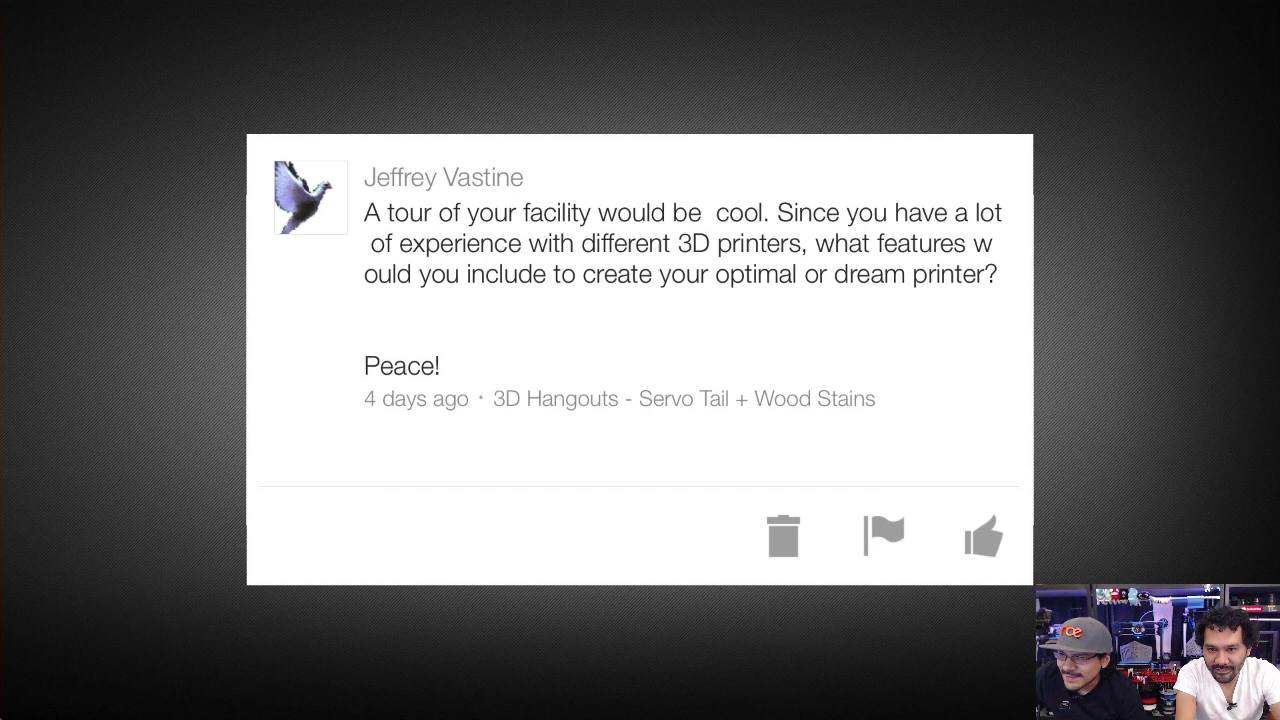 Jeffrey Vastine
A tour of your facility would be  cool. Since you have a lot
of experience with different 3D printers, what features w
ould you include to create your optimal or dream printer?
Peace!
4 days ago • 3D Hangouts - Servo Tail + Wood Stains